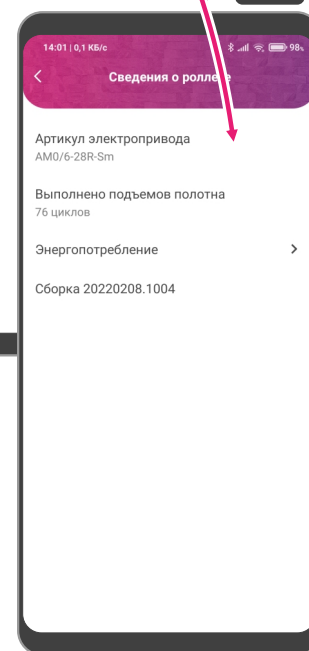 14:01 | 0,1 КБ/с 98%
Сведения о роллете
Артикул электропривода
AM0/6-28R-Sm
Выполнено подъемов полотна
76 циклов
Энергопотребление
Сборка 20220208.1004